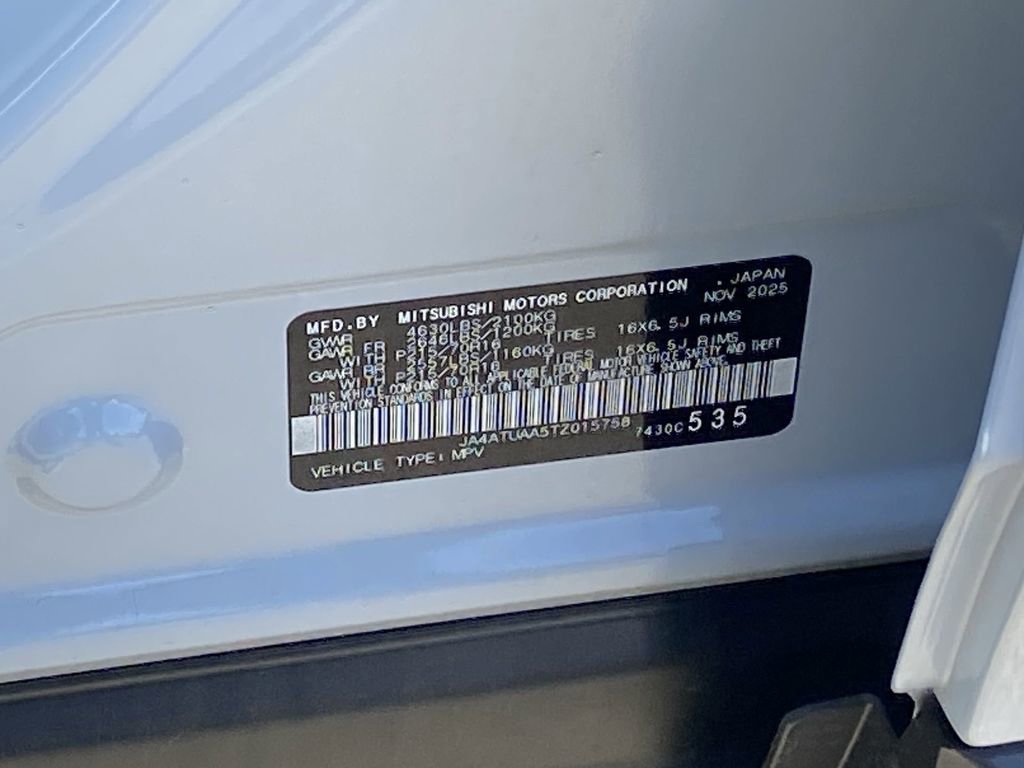 MFD.BY MITSUBISHI MOTORS CORPORATION , JAPAN
NOV 2025
GVWR 4630LBS/2100KG
GAWR FR 2646LBS/1200KG
WITH P215/70R16 TIRES 16X6.5J RIMS
GAWR RR 2557LBS/1160KG
WITH P215/70R16 TIRES 16X6.5J RIMS
THIS VEHICLE CONFORMS TO ALL APPLICABLE FEDERAL MOTOR VEHICLE SAFETY AND THEFT
PREVENTION STANDARDS IN EFFECT ON THE DATE OF MANUFACTURE SHOWN ABOVE.
JA4ATUAA5TZ015758 7430C 535
VEHICLE TYPE: MPV